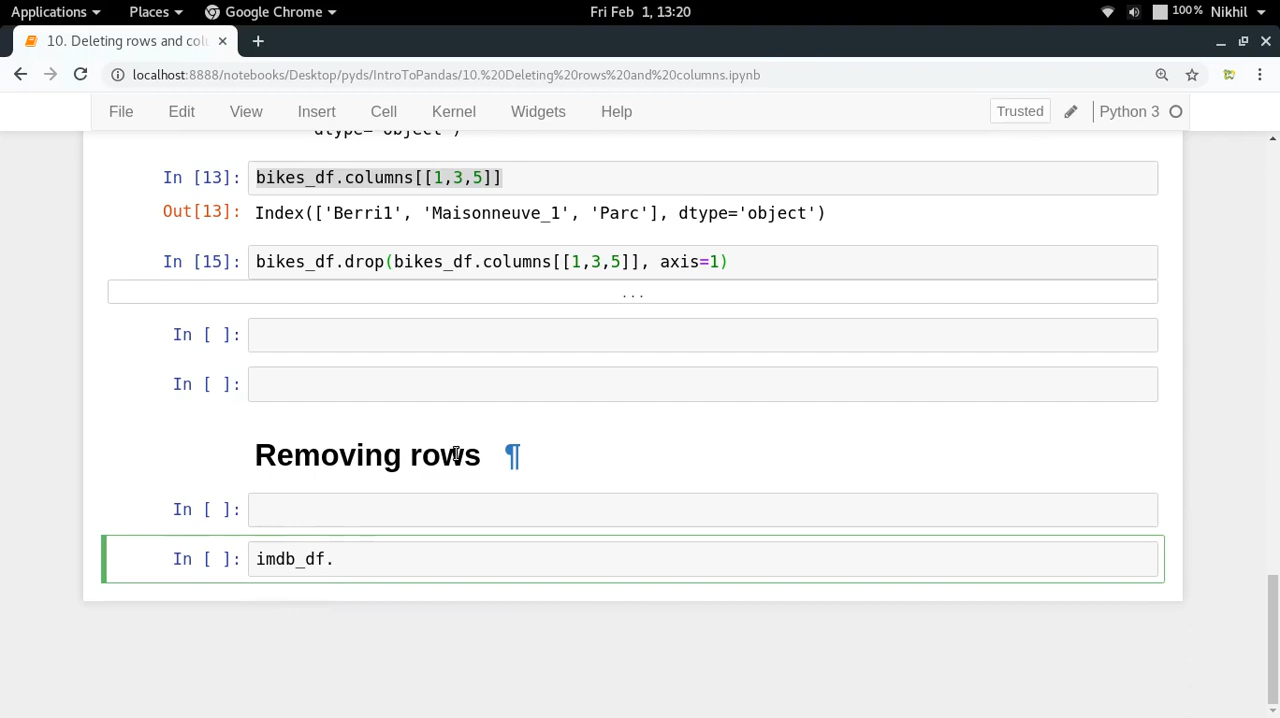 Applications Places Google Chrome Fri Feb 1, 13:20 100% Nikhil
10. Deleting rows and colu
localhost:8888/notebooks/Desktop/pyds/IntroToPandas/10.%20Deleting%20rows%20and%20columns.ipynb
File Edit View Insert Cell Kernel Widgets Help Trusted Python 3
dtype='object')
In [13]: bikes_df.columns[[1,3,5]]
Out[13]: Index(['Berri1', 'Maisonneuve_1', 'Parc'], dtype='object')
In [15]: bikes_df.drop(bikes_df.columns[[1,3,5]], axis=1)
...
In [ ]:
In [ ]:
Removing rows ¶
In [ ]:
In [ ]: imdb_df.